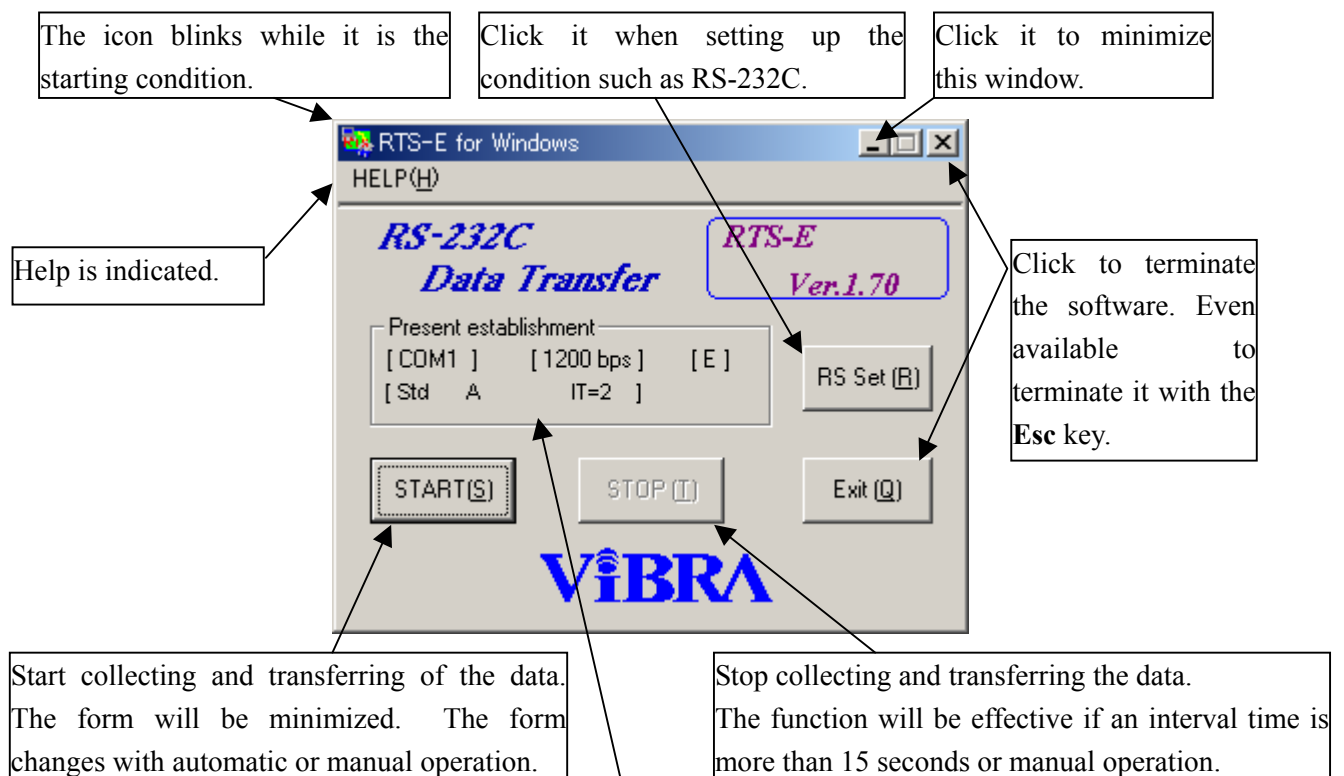 The icon blinks while it is the
starting condition.
Click it when setting up the
condition such as RS-232C.
Click it to minimize
this window.
RTS-E for Windows
HELP(H)
Help is indicated.
RS-232C
Data Transfer
RTS-E
Ver.1.70
Click to terminate
the software. Even
available to
terminate it with the
Esc key.
Present establishment
[ COM1 ] [ 1200 bps ] [ E ]
[ Std A IT=2 ]
RS Set (R)
START(S)
STOP (T)
Exit (Q)
ViBRA
Start collecting and transferring of the data.
The form will be minimized. The form
changes with automatic or manual operation.
Stop collecting and transferring the data.
The function will be effective if an interval time is
more than 15 seconds or manual operation.